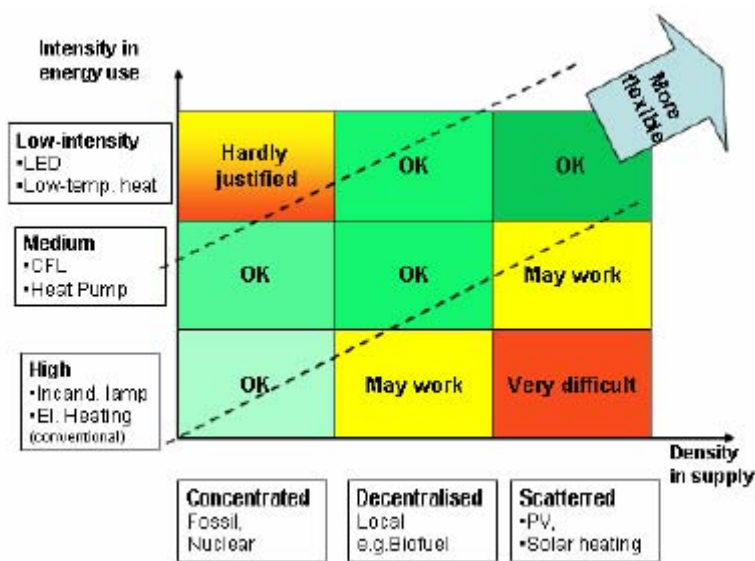 Intensity in
energy use
More
flexible
Low-intensity
▪LED
▪Low-temp. heat
Hardly
justified
OK
OK
Medium
▪CFL
▪Heat Pump
OK
OK
May work
High
▪Incand. lamp
▪El. Heating
(conventional)
OK
May work
Very difficult
Density
in supply
Concentrated
Fossil,
Nuclear
Decentralised
Local
e.g.Biofuel
Scatterred
▪PV,
▪Solar heating